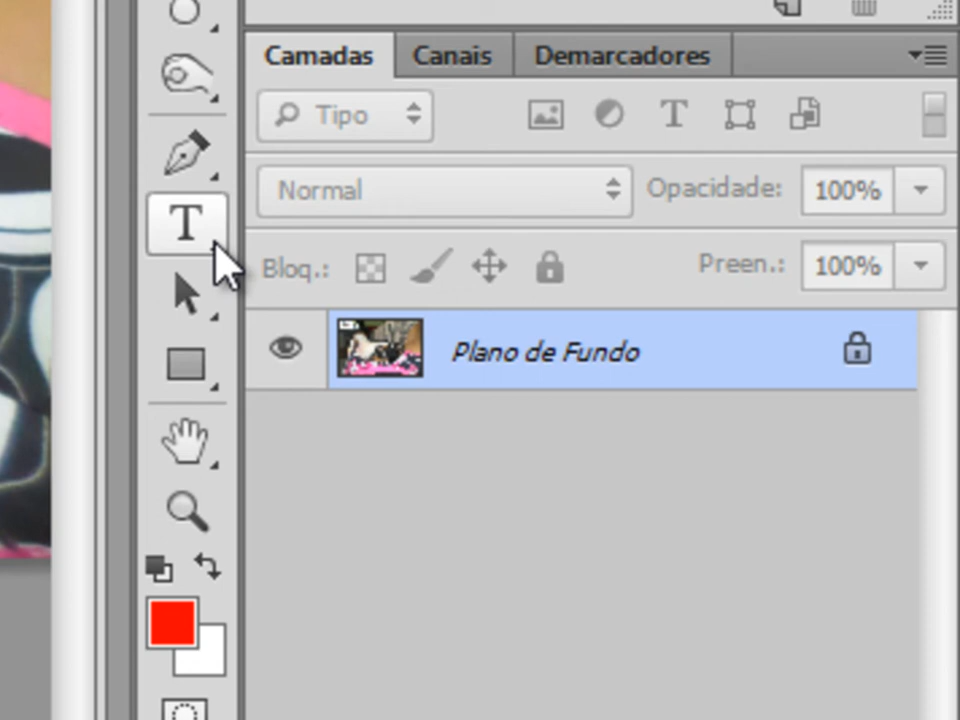 Camadas Canais Demarcadores
Tipo T
Normal Opacidade: 100%
T
Bloq.: Preen.: 100%
Plano de Fundo